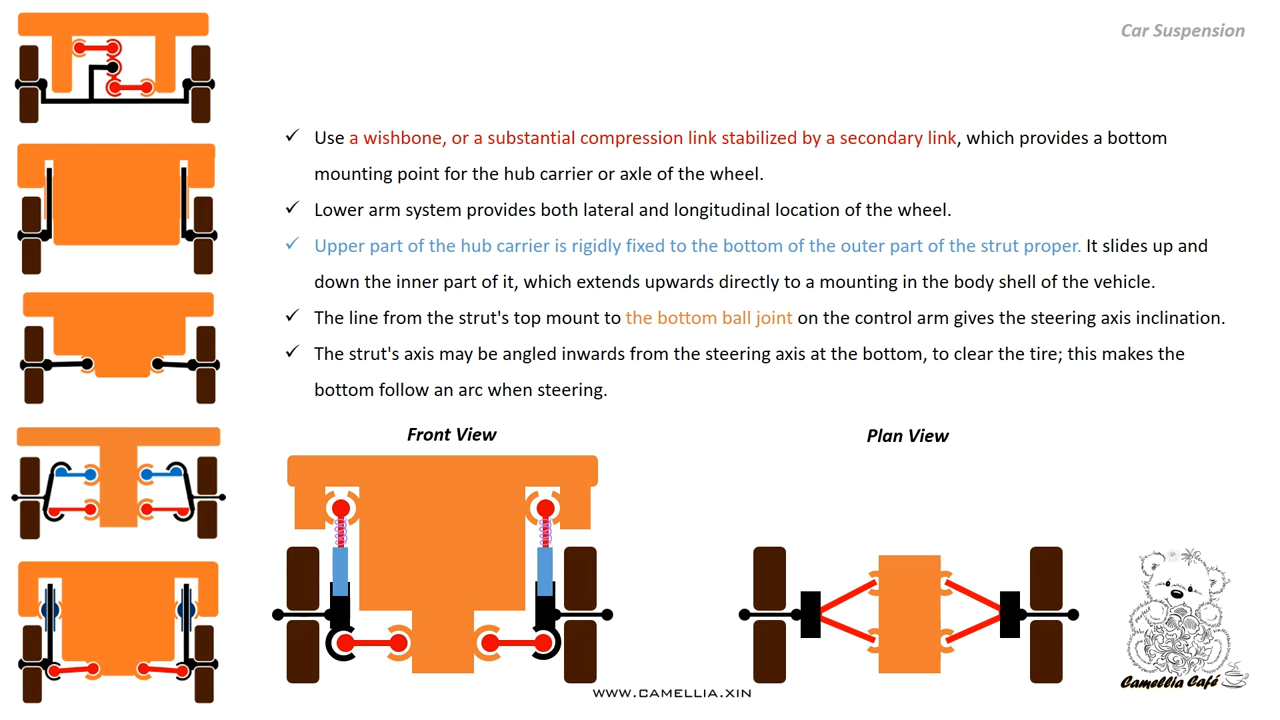 Car Suspension
✓ Use a wishbone, or a substantial compression link stabilized by a secondary link, which provides a bottom
mounting point for the hub carrier or axle of the wheel.
✓ Lower arm system provides both lateral and longitudinal location of the wheel.
✓ Upper part of the hub carrier is rigidly fixed to the bottom of the outer part of the strut proper. It slides up and
down the inner part of it, which extends upwards directly to a mounting in the body shell of the vehicle.
✓ The line from the strut's top mount to the bottom ball joint on the control arm gives the steering axis inclination.
✓ The strut's axis may be angled inwards from the steering axis at the bottom, to clear the tire; this makes the
bottom follow an arc when steering.
Front View
Plan View
Camellia Café
WWW.CAMELLIA.XIN